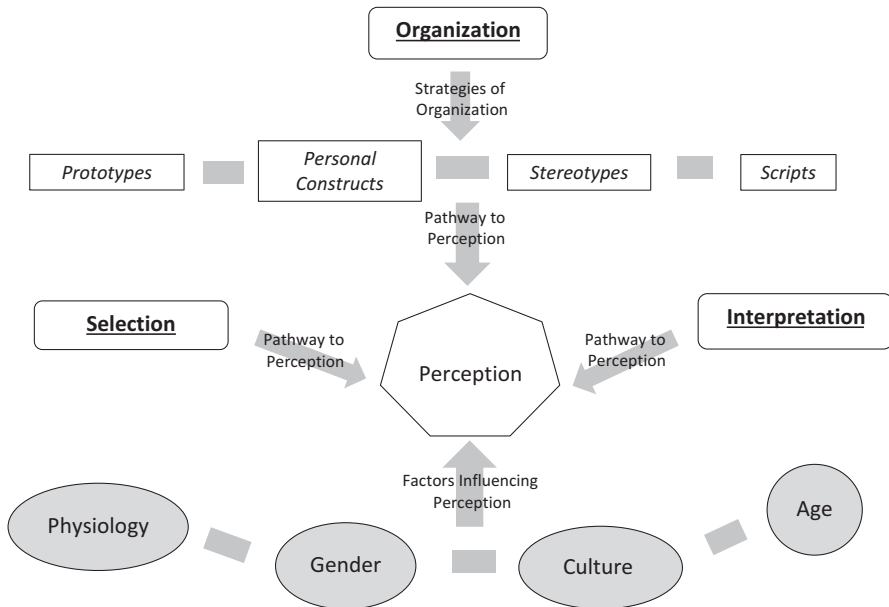 Organization
Strategies of
Organization
Prototypes
Personal
Constructs
Stereotypes
Scripts
Pathway to
Perception
Selection
Interpretation
Pathway to
Perception
Perception
Pathway to
Perception
Factors Influencing
Perception
Physiology
Gender
Culture
Age